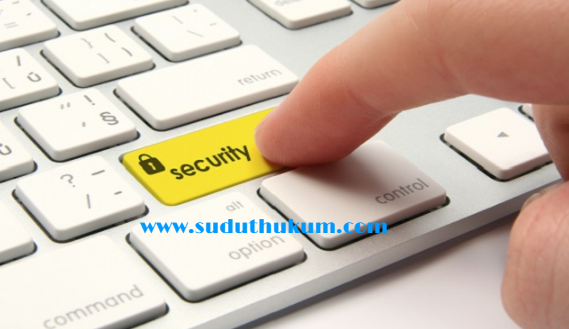 return
security
control
www.suduthukum.com
alt
option
command